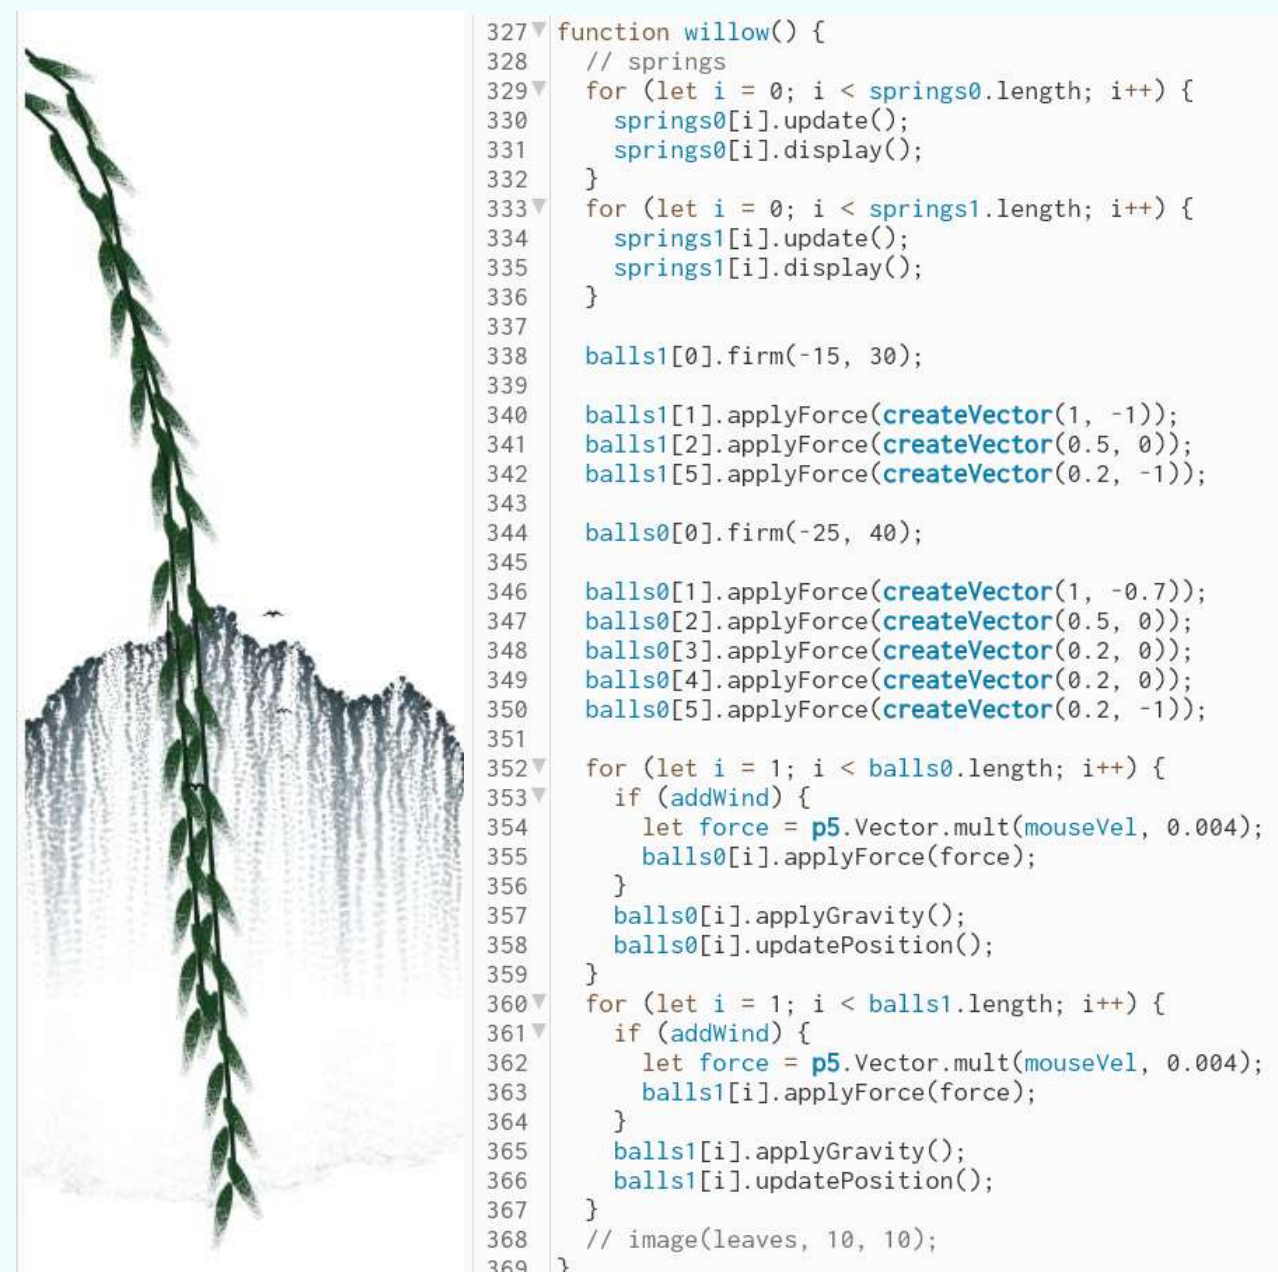 327 function willow() {
328 // springs
329 for (let i = 0; i < springs0.length; i++) {
330 springs0[i].update();
331 springs0[i].display();
332 }
333 for (let i = 0; i < springs1.length; i++) {
334 springs1[i].update();
335 springs1[i].display();
336 }
337
338 balls1[0].firm(-15, 30);
339
340 balls1[1].applyForce(createVector(1, -1));
341 balls1[2].applyForce(createVector(0.5, 0));
342 balls1[5].applyForce(createVector(0.2, -1));
343
344 balls0[0].firm(-25, 40);
345
346 balls0[1].applyForce(createVector(1, -0.7));
347 balls0[2].applyForce(createVector(0.5, 0));
348 balls0[3].applyForce(createVector(0.2, 0));
349 balls0[4].applyForce(createVector(0.2, 0));
350 balls0[5].applyForce(createVector(0.2, -1));
351
352 for (let i = 1; i < balls0.length; i++) {
353 if (addWind) {
354 let force = p5.Vector.mult(mouseVel, 0.004);
355 balls0[i].applyForce(force);
356 }
357 balls0[i].applyGravity();
358 balls0[i].updatePosition();
359 }
360 for (let i = 1; i < balls1.length; i++) {
361 if (addWind) {
362 let force = p5.Vector.mult(mouseVel, 0.004);
363 balls1[i].applyForce(force);
364 }
365 balls1[i].applyGravity();
366 balls1[i].updatePosition();
367 }
368 // image(leaves, 10, 10);
369 }